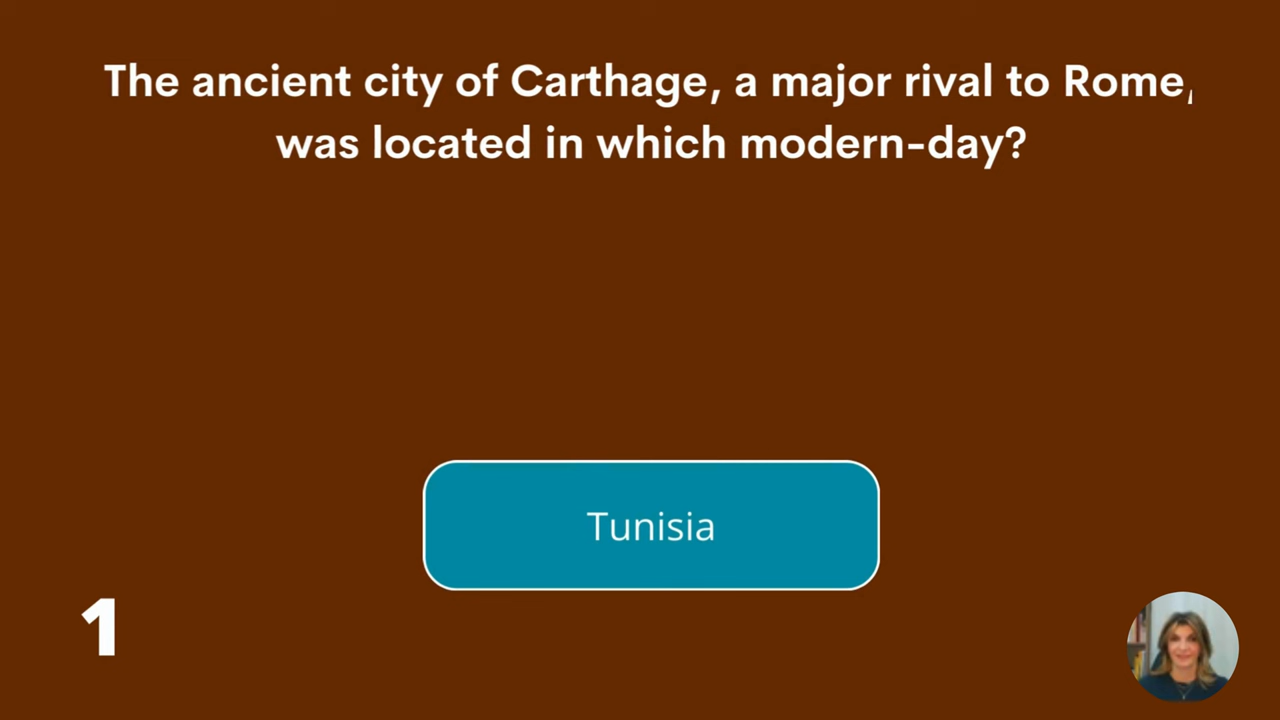 The ancient city of Carthage, a major rival to Rome,
was located in which modern-day?
Tunisia
1